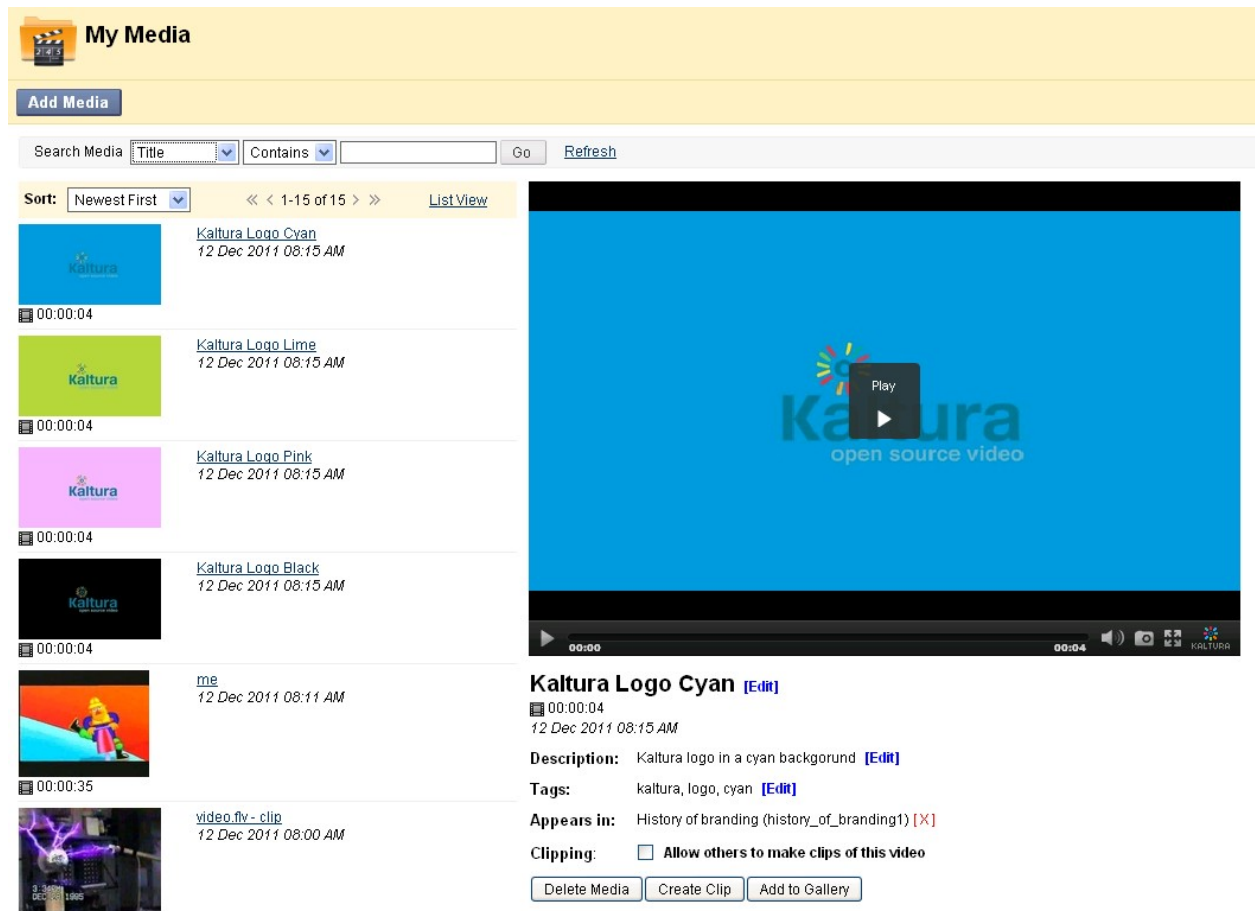 My Media
Add Media
Search Media Title Contains Go Refresh
Sort: Newest First « < 1-15 of 15 > » List View
Kaltura Logo Cyan
12 Dec 2011 08:15 AM
Kaltura
00:00:04
Kaltura Logo Lime
12 Dec 2011 08:15 AM
Kaltura
00:00:04
Kaltura Logo Pink
12 Dec 2011 08:15 AM
Kaltura
00:00:04
Kaltura Logo Black
12 Dec 2011 08:15 AM
Kaltura
00:00:04
me
12 Dec 2011 08:11 AM
00:00:35
video.flv - clip
12 Dec 2011 08:00 AM
Play
Kaltura
open source video
00:00 00:04 KALTURA
Kaltura Logo Cyan [Edit]
00:00:04
12 Dec 2011 08:15 AM
Description: Kaltura logo in a cyan backgorund [Edit]
Tags: kaltura, logo, cyan [Edit]
Appears in: History of branding (history_of_branding1) [X]
Clipping: Allow others to make clips of this video
Delete Media Create Clip Add to Gallery